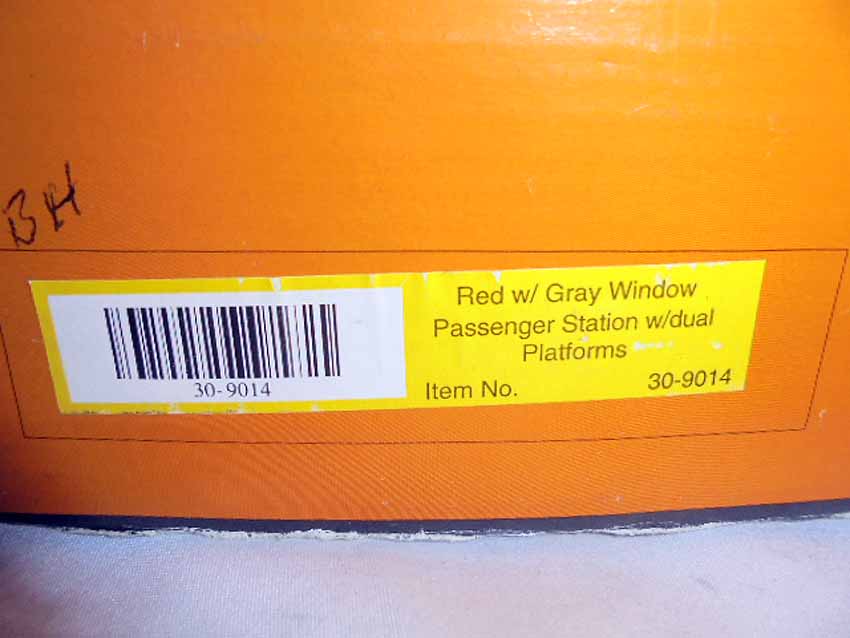 BH
30-9014
Red w/ Gray Window
Passenger Station w/dual
Platforms
Item No. 30-9014